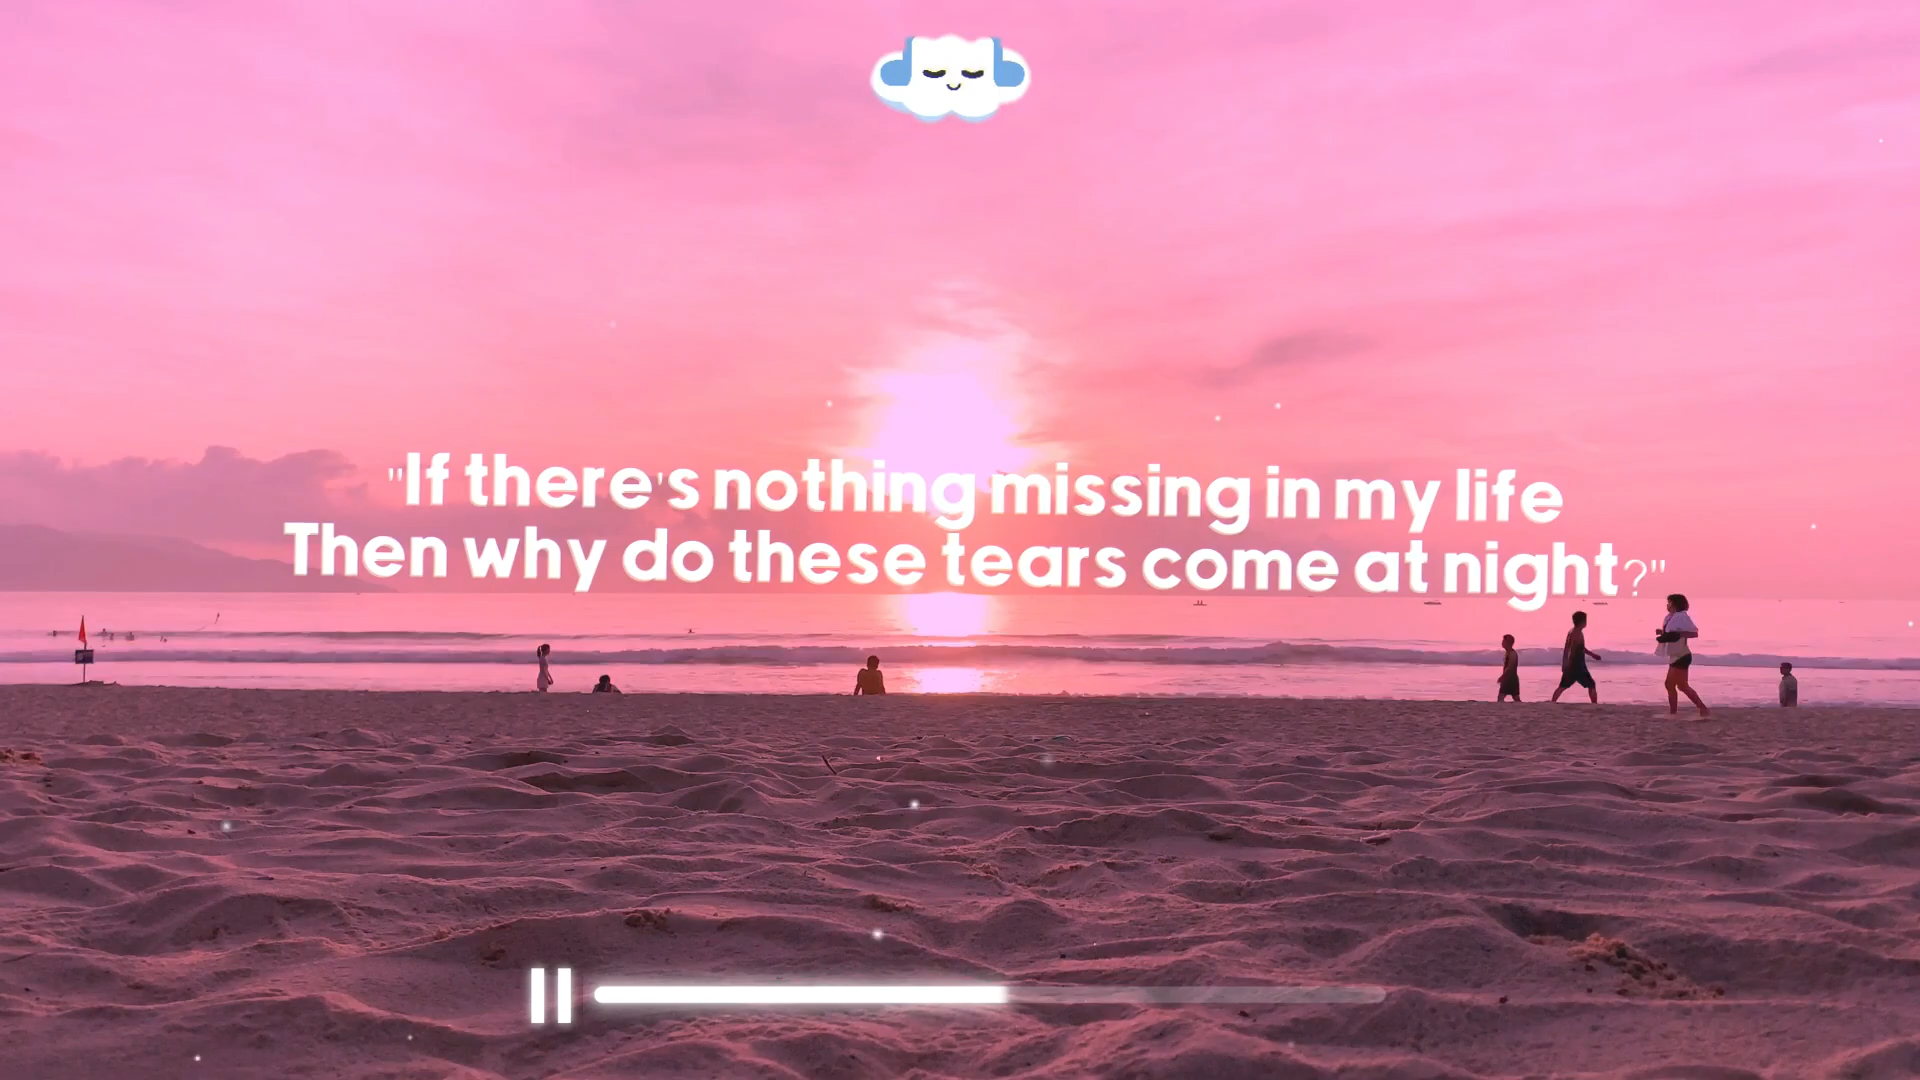 "If there's nothing missing in my life
Then why do these tears come at night?"